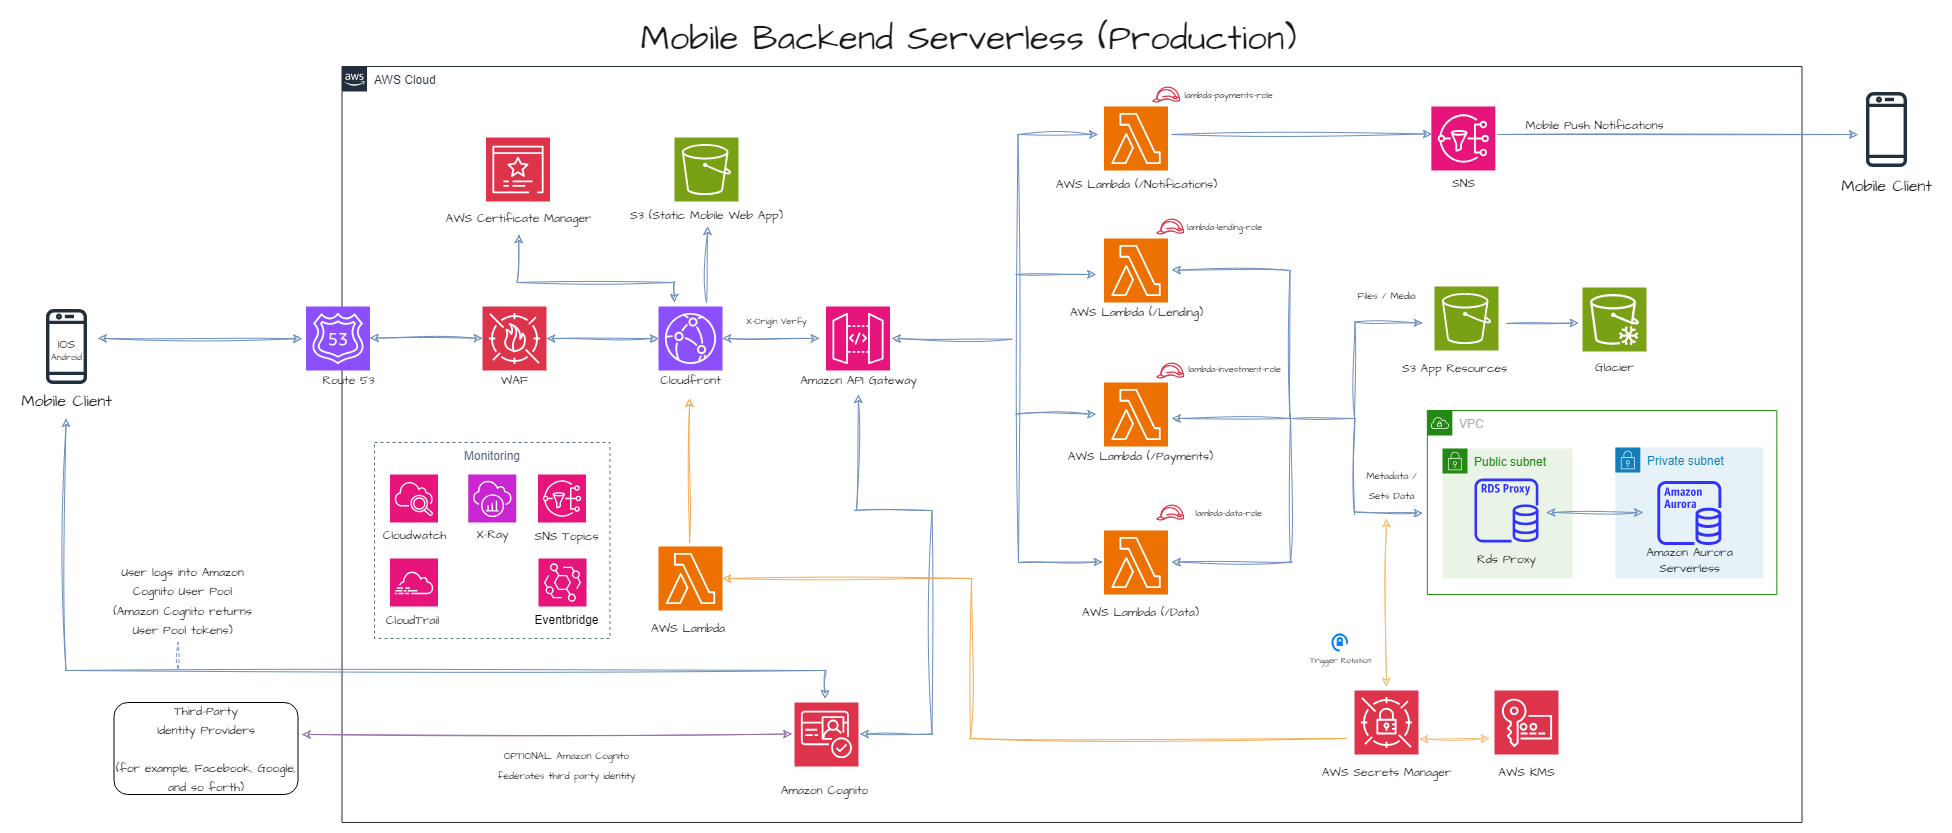 Mobile Backend Serverless (Production)
aws
AWS Cloud
lambda-payments-role
AWS Lambda (/Notifications)
SNS
Mobile Push Notifications
Mobile Client
AWS Certificate Manager
S3 (Static Mobile Web App)
lambda-lending-role
AWS Lambda (/Lending)
IOS
Android
Mobile Client
53
Route 53
WAF
Cloudfront
X-Origin Verify
</>
Amazon API Gateway
Files / Media
S3 App Resources
Glacier
lambda-investment-role
AWS Lambda (/Payments)
VPC
Public subnet
RDS Proxy
Rds Proxy
Private subnet
Amazon
Aurora
Amazon Aurora
Serverless
Metadata /
Sets Data
Monitoring
Cloudwatch
X-Ray
SNS Topics
CloudTrail
Eventbridge
AWS Lambda
lambda-data-role
AWS Lambda (/Data)
User logs into Amazon
Cognito User Pool
(Amazon Cognito returns
User Pool tokens)
Trigger Rotation
Third-Party
Identity Providers
(for example, Facebook, Google,
and so forth)
OPTIONAL. Amazon Cognito
federates third party identity
Amazon Cognito
AWS Secrets Manager
AWS KMS